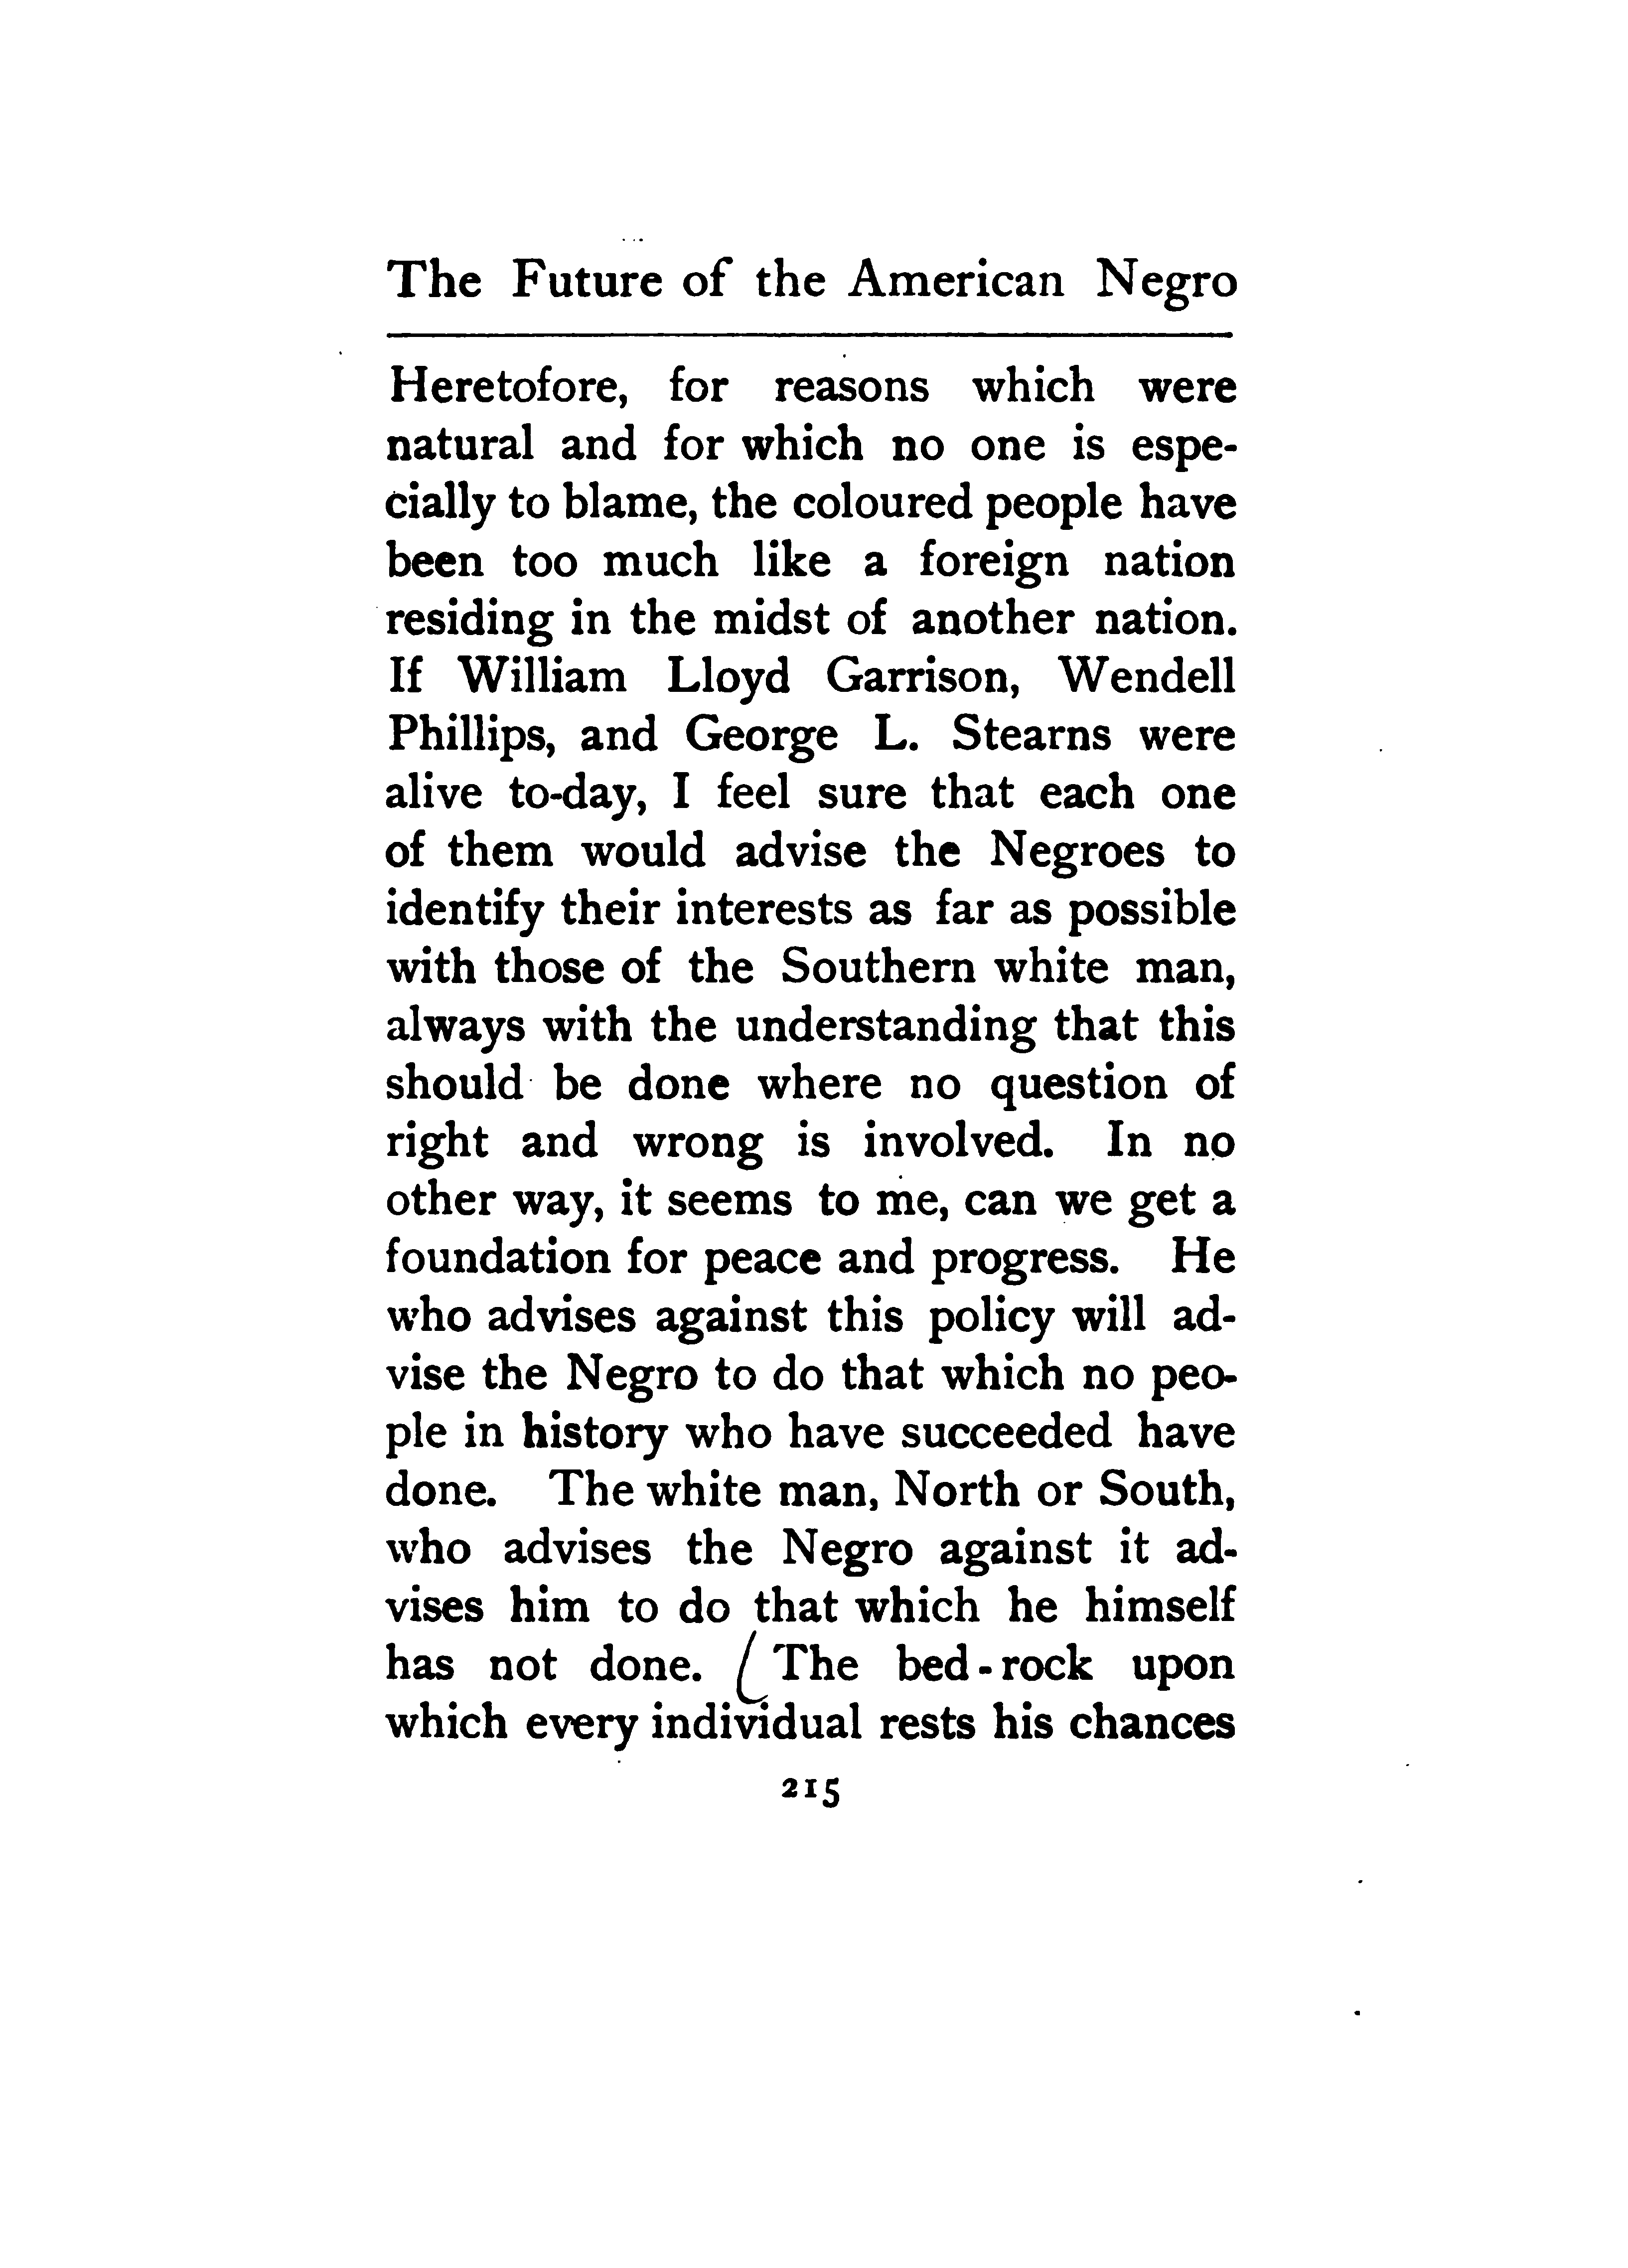 The Future of the American Negro
Heretofore, for reasons which were
natural and for which no one is espe-
cially to blame, the coloured people have
been too much like a foreign nation
residing in the midst of another nation.
If William Lloyd Garrison, Wendell
Phillips, and George L. Stearns were
alive to-day, I feel sure that each one
of them would advise the Negroes to
identify their interests as far as possible
with those of the Southern white man,
always with the understanding that this
should be done where no question of
right and wrong is involved. In no
other way, it seems to me, can we get a
foundation for peace and progress. He
who advises against this policy will ad-
vise the Negro to do that which no peo-
ple in history who have succeeded have
done. The white man, North or South,
who advises the Negro against it ad-
vises him to do that which he himself
has not done. The bed-rock upon
which every individual rests his chances
215